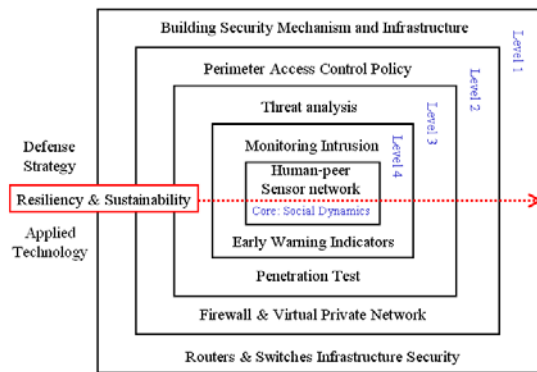 Building Security Mechanism and Infrastructure
Level 1
Perimeter Access Control Policy
Level 2
Threat analysis
Level 3
Monitoring Intrusion
Level 4
Human-peer
Sensor network
Core: Social Dynamics
Defense
Strategy
Resiliency & Sustainability
Applied
Technology
Early Warning Indicators
Penetration Test
Firewall & Virtual Private Network
Routers & Switches Infrastructure Security